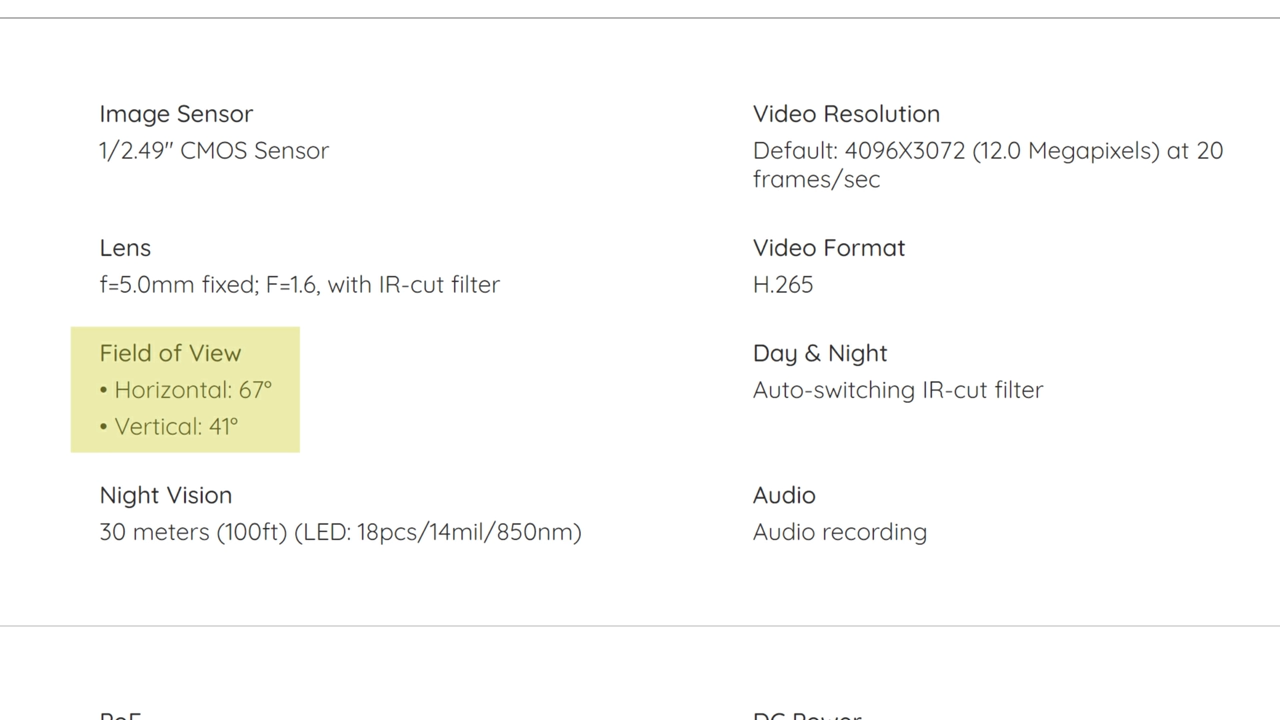 Image Sensor
1/2.49" CMOS Sensor
Video Resolution
Default: 4096X3072 (12.0 Megapixels) at 20
frames/sec
Lens
f=5.0mm fixed; F=1.6, with IR-cut filter
Video Format
H.265
Field of View
• Horizontal: 67°
• Vertical: 41°
Day & Night
Auto-switching IR-cut filter
Night Vision
30 meters (100ft) (LED: 18pcs/14mil/850nm)
Audio
Audio recording
PoE
DC Power